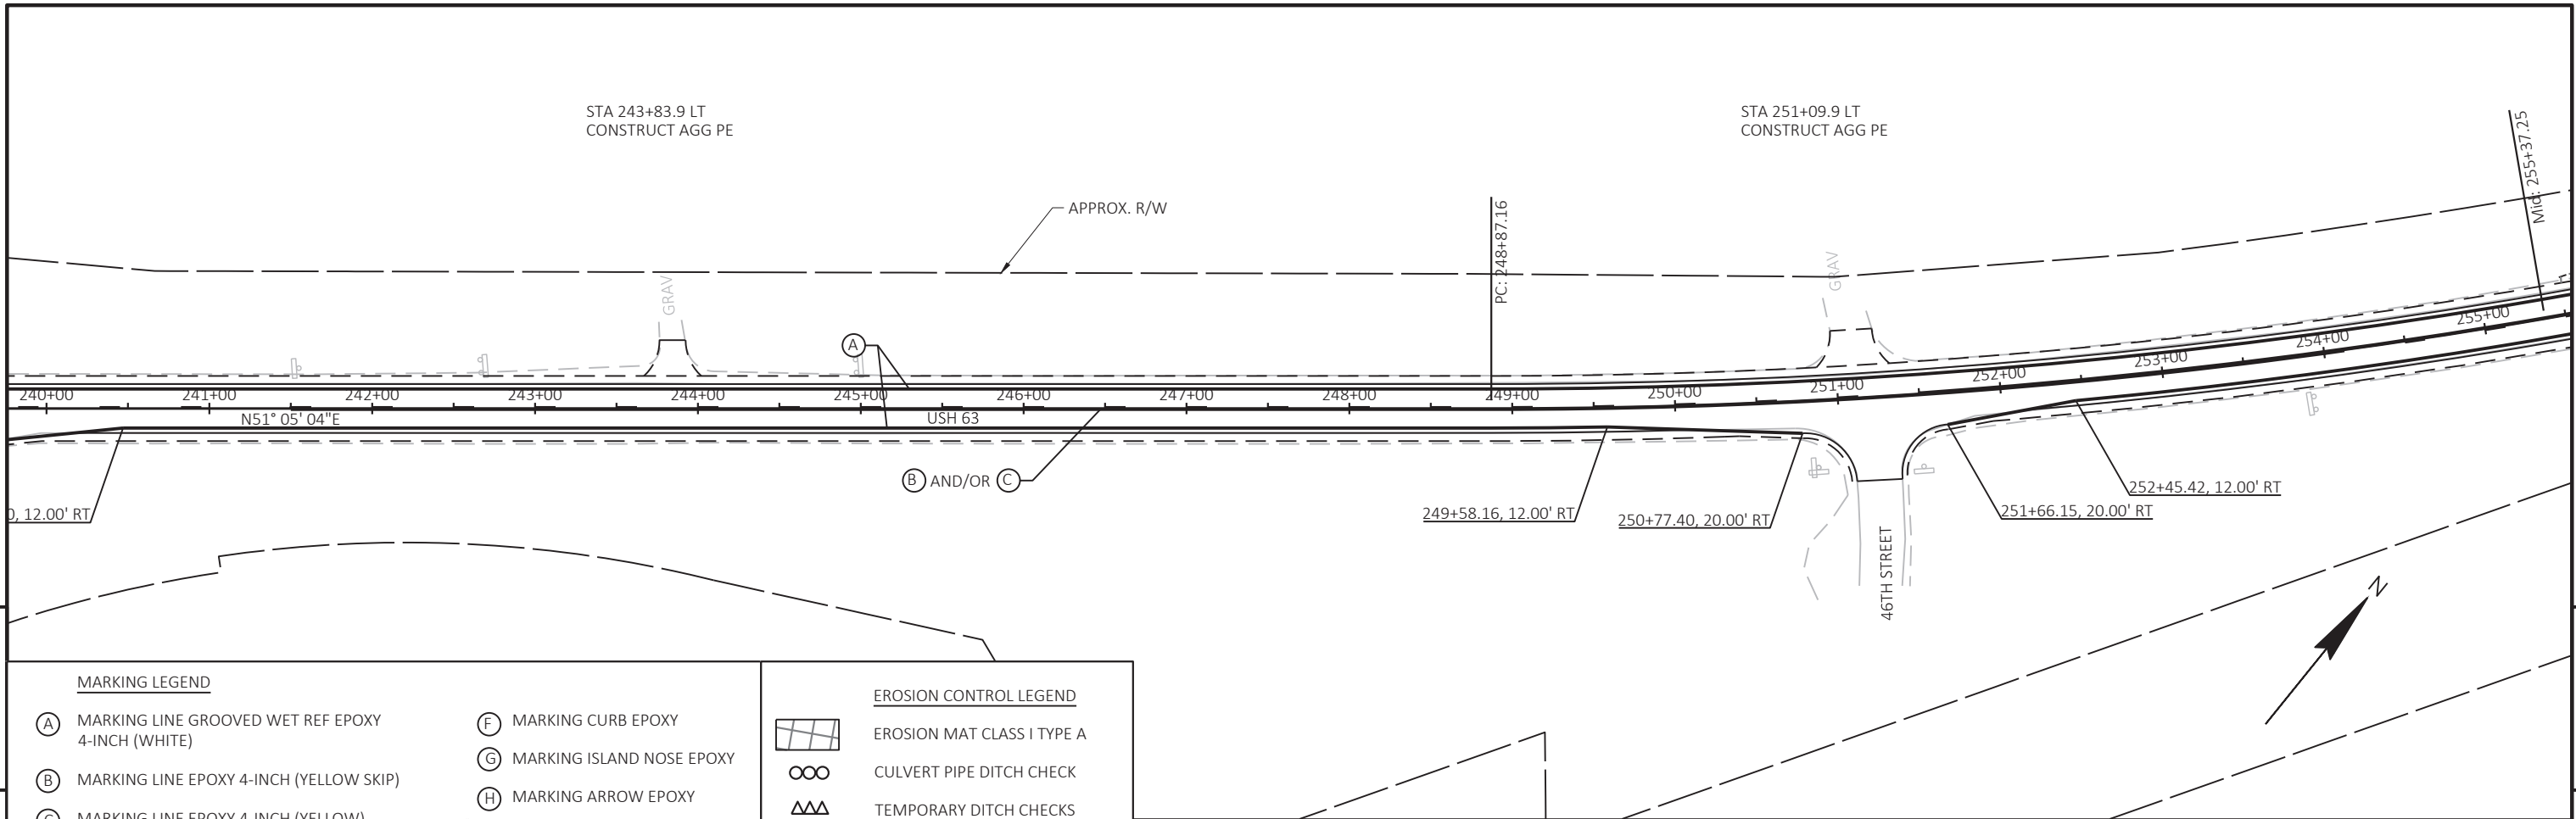 STA 243+83.9 LT
CONSTRUCT AGG PE
STA 251+09.9 LT
CONSTRUCT AGG PE
APPROX. R/W
PC: 248+87.16
Mid: 255+37.25
GRAV
GRAV
A
240+00
241+00
242+00
243+00
244+00
245+00
246+00
247+00
248+00
249+00
250+00
251+00
252+00
253+00
254+00
255+00
N51° 05' 04"E
USH 63
B AND/OR C
0, 12.00' RT
249+58.16, 12.00' RT
250+77.40, 20.00' RT
251+66.15, 20.00' RT
252+45.42, 12.00' RT
46TH STREET
N
MARKING LEGEND
A MARKING LINE GROOVED WET REF EPOXY
4-INCH (WHITE)
B MARKING LINE EPOXY 4-INCH (YELLOW SKIP)
C MARKING LINE EPOXY 4-INCH (YELLOW)
F MARKING CURB EPOXY
G MARKING ISLAND NOSE EPOXY
H MARKING ARROW EPOXY
EROSION CONTROL LEGEND
EROSION MAT CLASS I TYPE A
CULVERT PIPE DITCH CHECK
TEMPORARY DITCH CHECKS